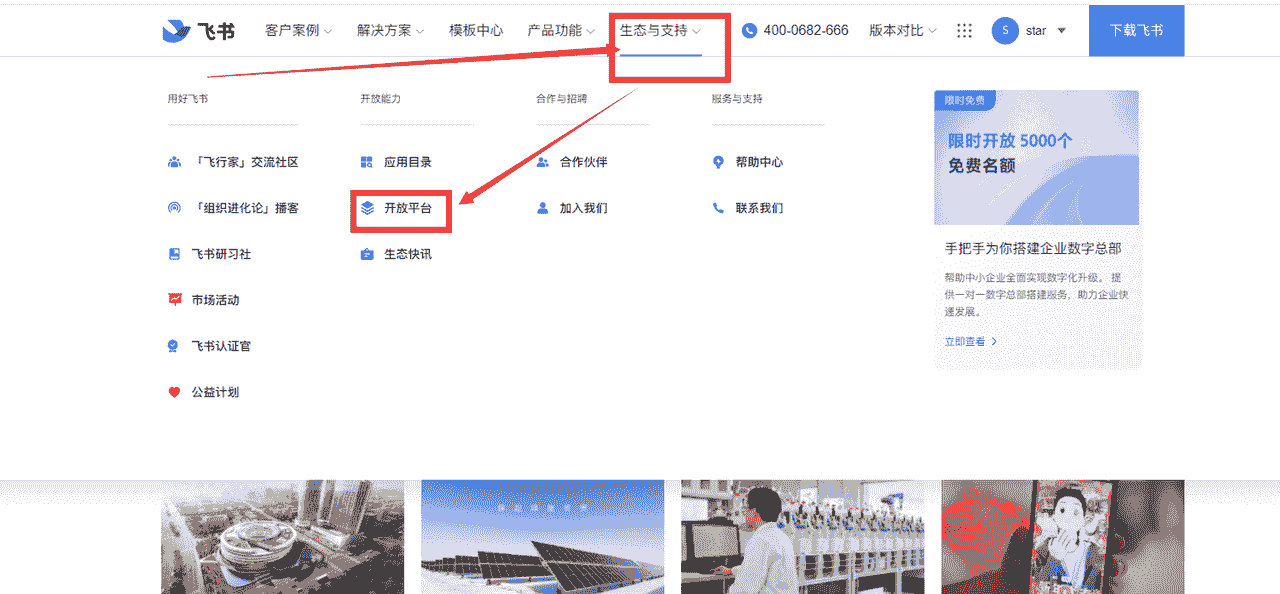 飞书
客户案例
解决方案
模板中心
产品功能
生态与支持
400-0682-666
版本对比
S
star
下载飞书
用好飞书
「飞行家」交流社区
「组织进化论」播客
飞书研习社
市场活动
飞书认证官
公益计划
开放能力
应用目录
开放平台
生态快讯
合作与招聘
合作伙伴
加入我们
服务与支持
帮助中心
联系我们
限时免费
限时开放 5000个
免费名额
手把手为你搭建企业数字总部
帮助中小企业全面实现数字化升级。 提
供一对一数字总部搭建服务，助力企业快
速发展。
立即查看